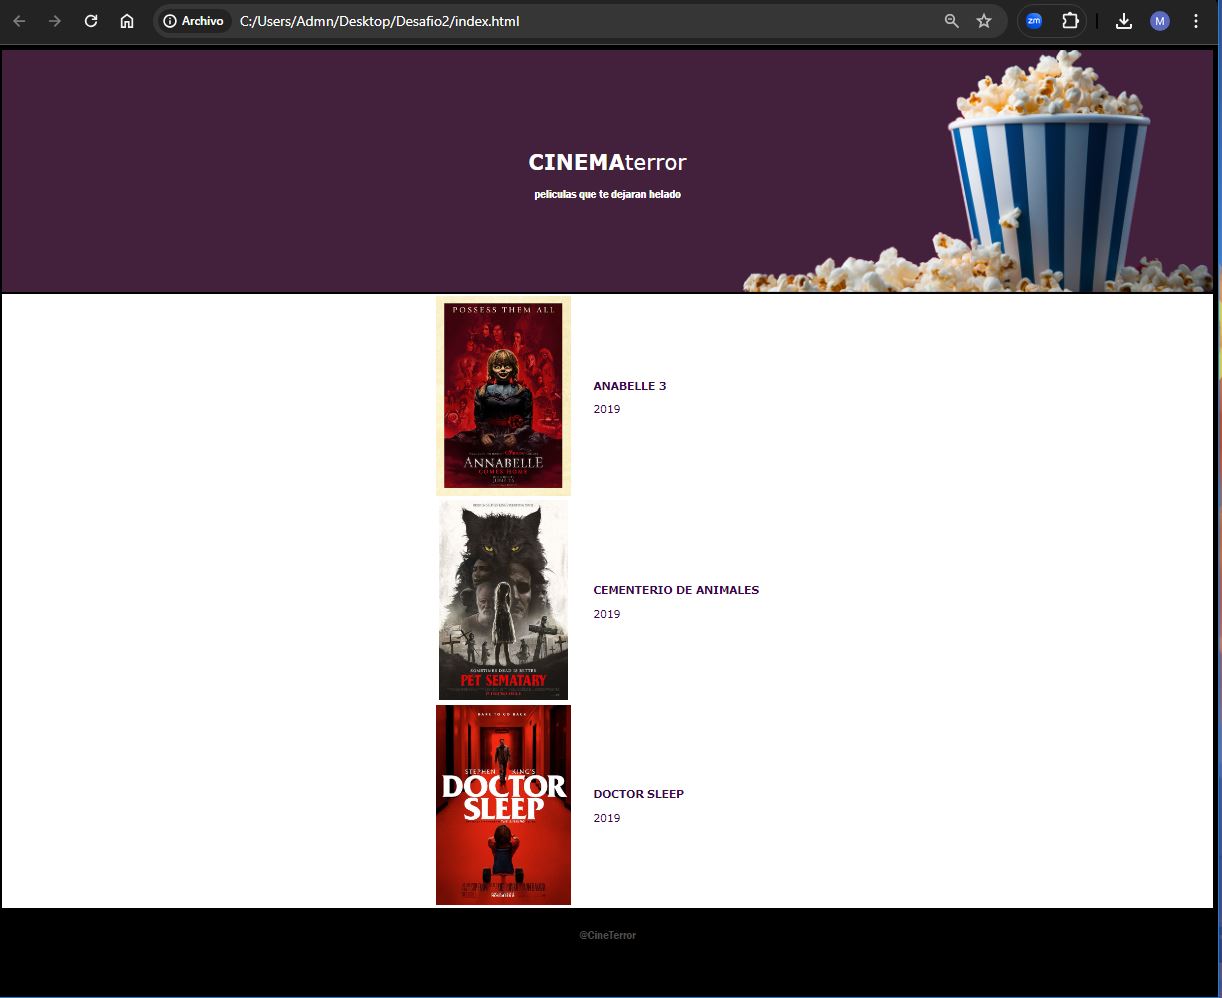 Archivo C:/Users/Admn/Desktop/Desafio2/index.html
zm
M
CINEMAterror
peliculas que te dejaran helado
POSSESS THEM ALL
ANNABELLE
COMES HOME
ANABELLE 3
2019
SOMETIMES DEAD IS BETTER
PET SEMATARY
CEMENTERIO DE ANIMALES
2019
DARE TO GO BACK
STEPHEN KING'S
DOCTOR
SLEEP
DOCTOR SLEEP
2019
@CineTerror